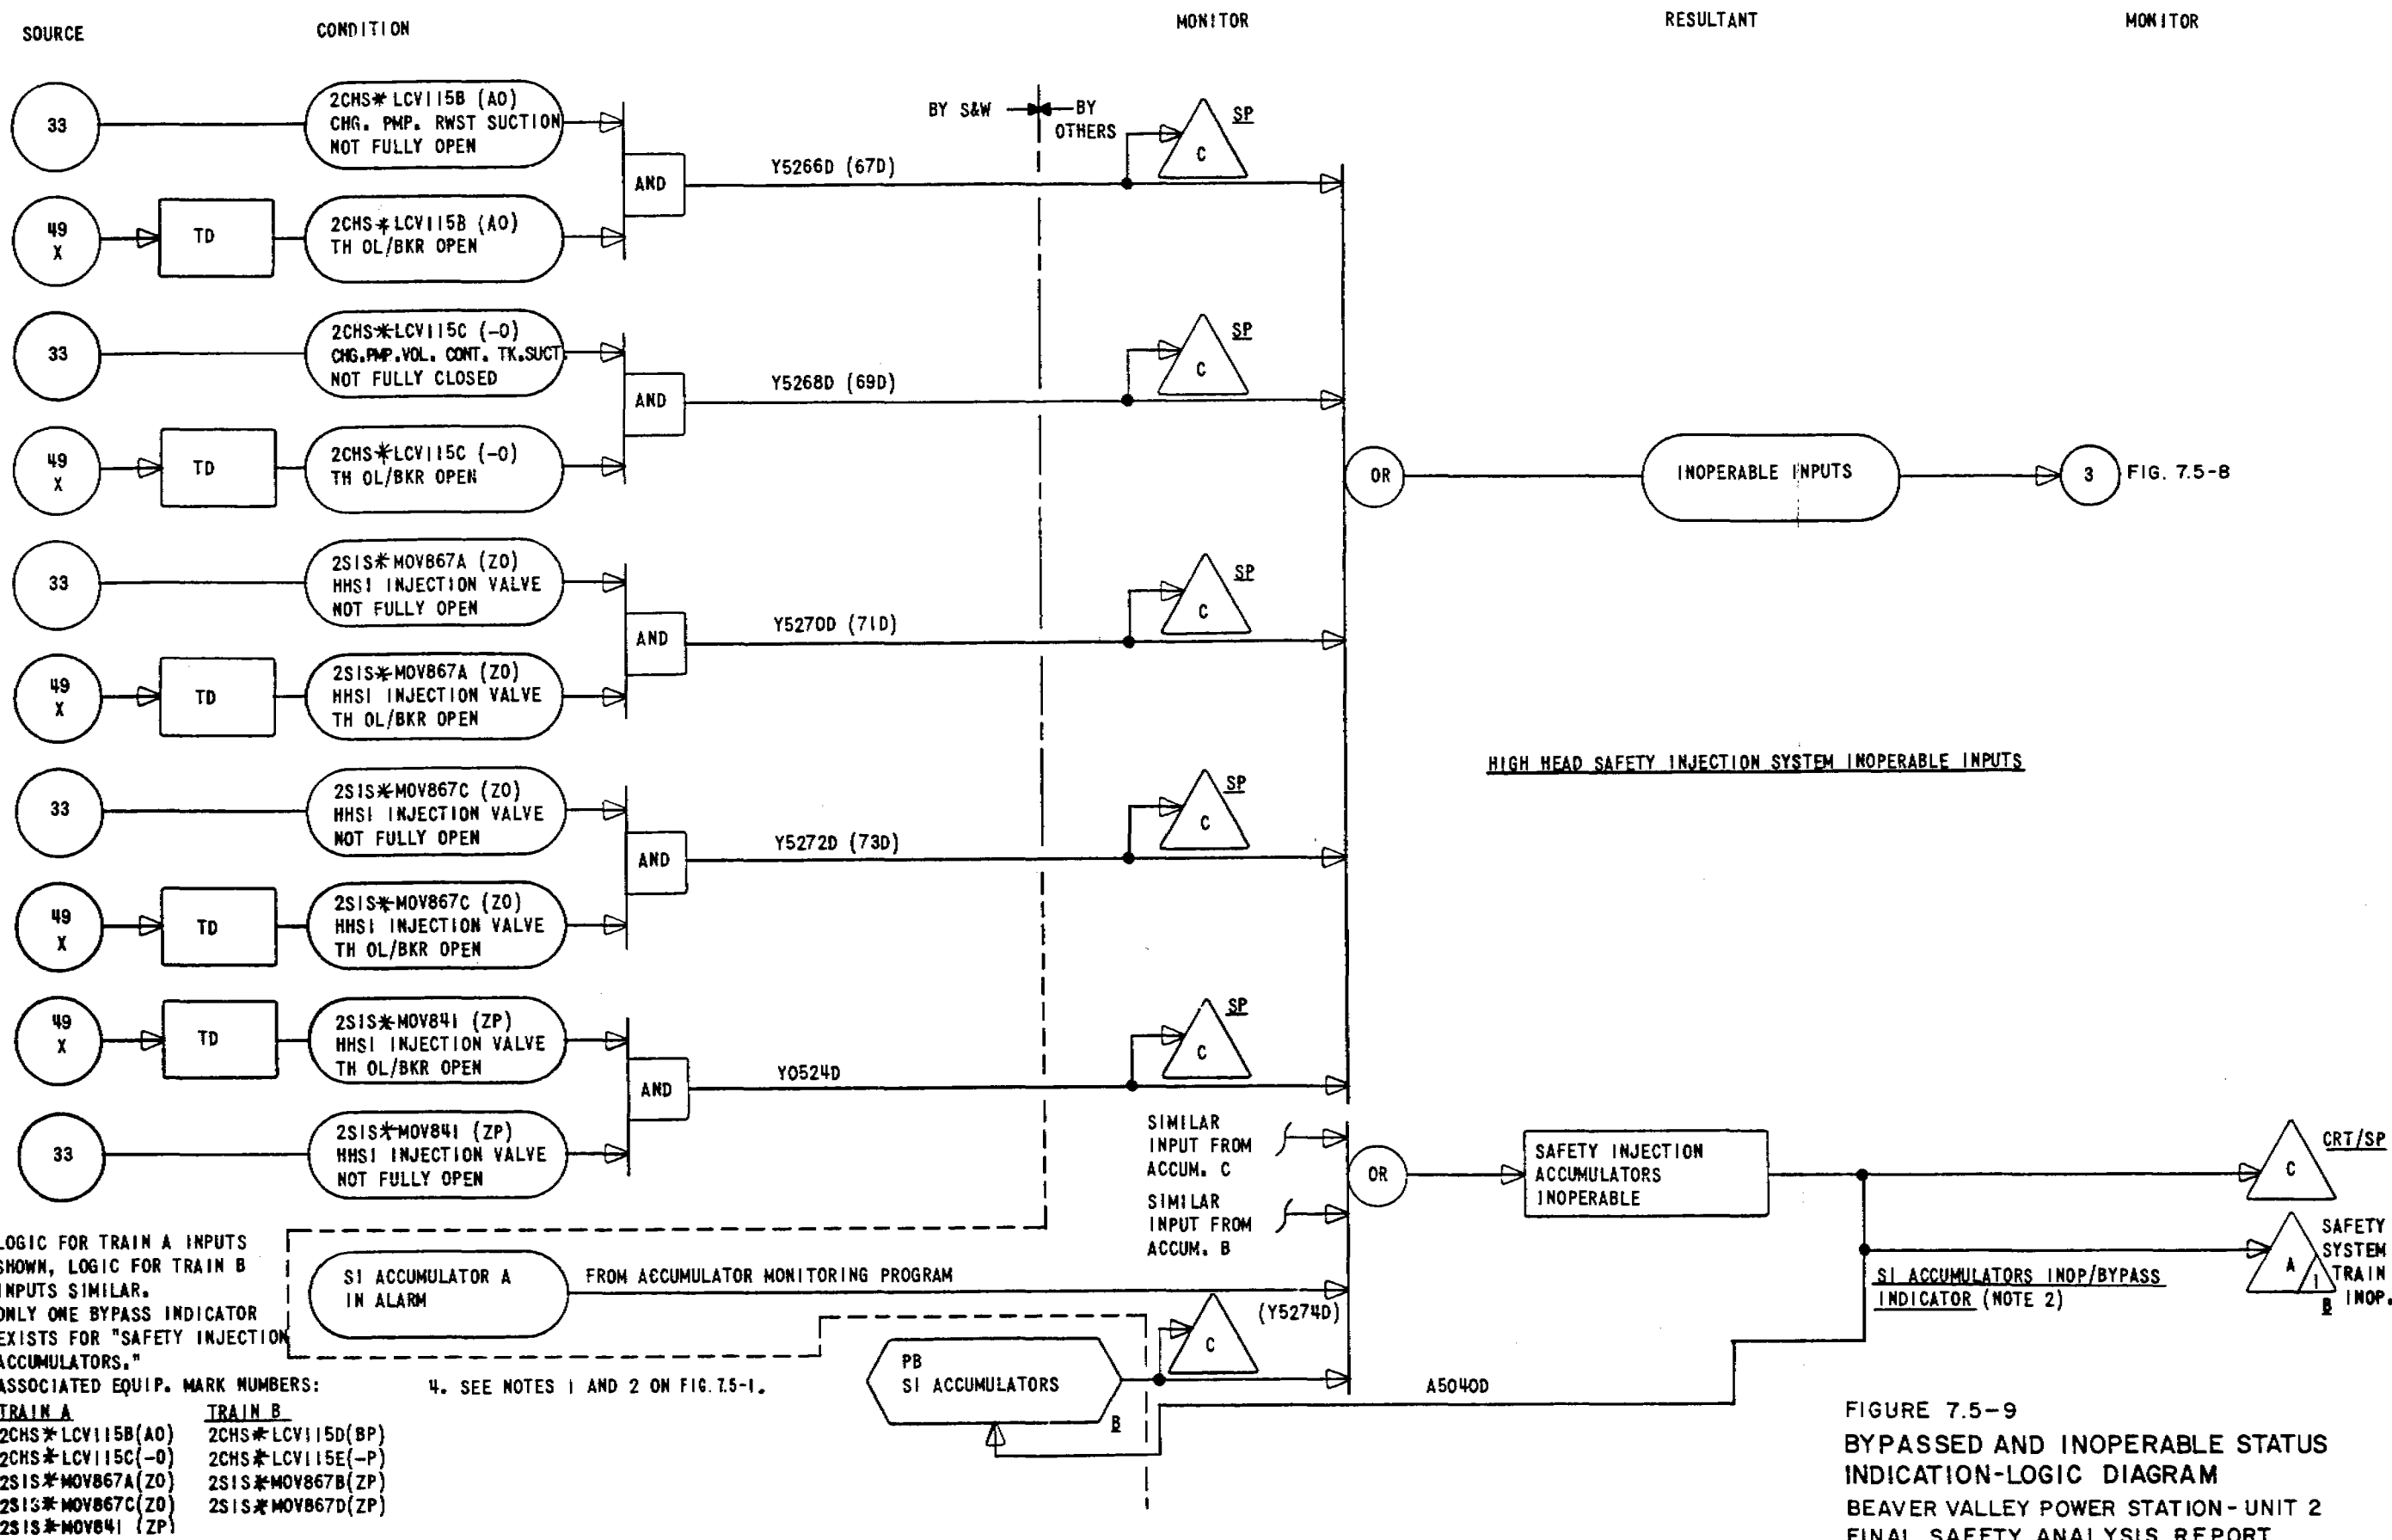 SOURCE
CONDITION
MONITOR
RESULTANT
MONITOR
33
2CHS*LCV115B (AO)
CHG. PMP. RWST SUCTION
NOT FULLY OPEN
BY S&W
BY
OTHERS
SP
C
AND
Y5266D (67D)
49
X
TD
2CHS*LCV115B (AO)
TH OL/BKR OPEN
33
2CHS*LCV115C (-O)
CHG.PMP.VOL. CONT. TK.SUCT
NOT FULLY CLOSED
SP
C
AND
Y5268D (69D)
49
X
TD
2CHS*LCV115C (-O)
TH OL/BKR OPEN
OR
INOPERABLE INPUTS
3
FIG. 7.5-8
33
2SIS*MOV867A (ZO)
HHSI INJECTION VALVE
NOT FULLY OPEN
SP
C
AND
Y5270D (71D)
49
X
TD
2SIS*MOV867A (ZO)
HHSI INJECTION VALVE
TH OL/BKR OPEN
HIGH HEAD SAFETY INJECTION SYSTEM INOPERABLE INPUTS
33
2SIS*MOV867C (ZO)
HHSI INJECTION VALVE
NOT FULLY OPEN
SP
C
AND
Y5272D (73D)
49
X
TD
2SIS*MOV867C (ZO)
HHSI INJECTION VALVE
TH OL/BKR OPEN
49
X
TD
2SIS*MOV841 (ZP)
HHSI INJECTION VALVE
TH OL/BKR OPEN
SP
C
AND
Y0524D
33
2SIS*MOV841 (ZP)
HHSI INJECTION VALVE
NOT FULLY OPEN
SIMILAR
INPUT FROM
ACCUM. C
SIMILAR
INPUT FROM
ACCUM. B
OR
SAFETY INJECTION
ACCUMULATORS
INOPERABLE
C
CRT/SP
A
1
SAFETY
SYSTEM
TRAIN
B INOP.
SI ACCUMULATORS INOP/BYPASS
INDICATOR (NOTE 2)
SI ACCUMULATOR A
IN ALARM
FROM ACCUMULATOR MONITORING PROGRAM
(Y5274D)
C
PB
SI ACCUMULATORS
B
A5040D
LOGIC FOR TRAIN A INPUTS
SHOWN, LOGIC FOR TRAIN B
INPUTS SIMILAR.
ONLY ONE BYPASS INDICATOR
EXISTS FOR "SAFETY INJECTION
ACCUMULATORS."
ASSOCIATED EQUIP. MARK NUMBERS:
TRAIN A TRAIN B
2CHS*LCV115B(AO) 2CHS*LCV115D(BP)
2CHS*LCV115C(-O) 2CHS*LCV115E(-P)
2SIS*MOV867A(ZO) 2SIS*MOV867B(ZP)
2SIS*MOV867C(ZO) 2SIS*MOV867D(ZP)
2SIS*MOV841 (ZP)
4. SEE NOTES 1 AND 2 ON FIG. 7.5-1.
FIGURE 7.5-9
BYPASSED AND INOPERABLE STATUS
INDICATION-LOGIC DIAGRAM
BEAVER VALLEY POWER STATION-UNIT 2
FINAL SAFETY ANALYSIS REPORT